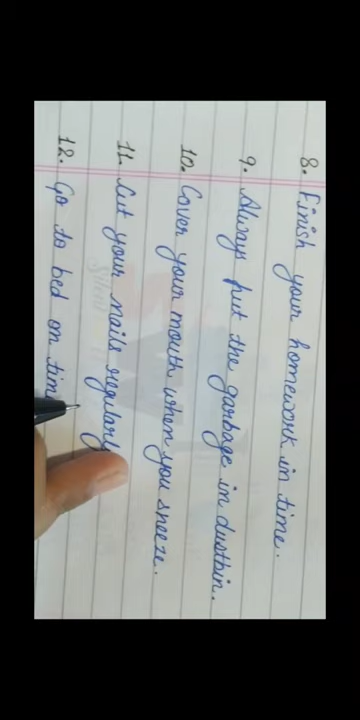 8. Finish your homework in time.
9. Always put the garbage in dustbin.
10. Cover your mouth when you sneeze.
11. Cut your nails regularly
12. Go to bed on tim